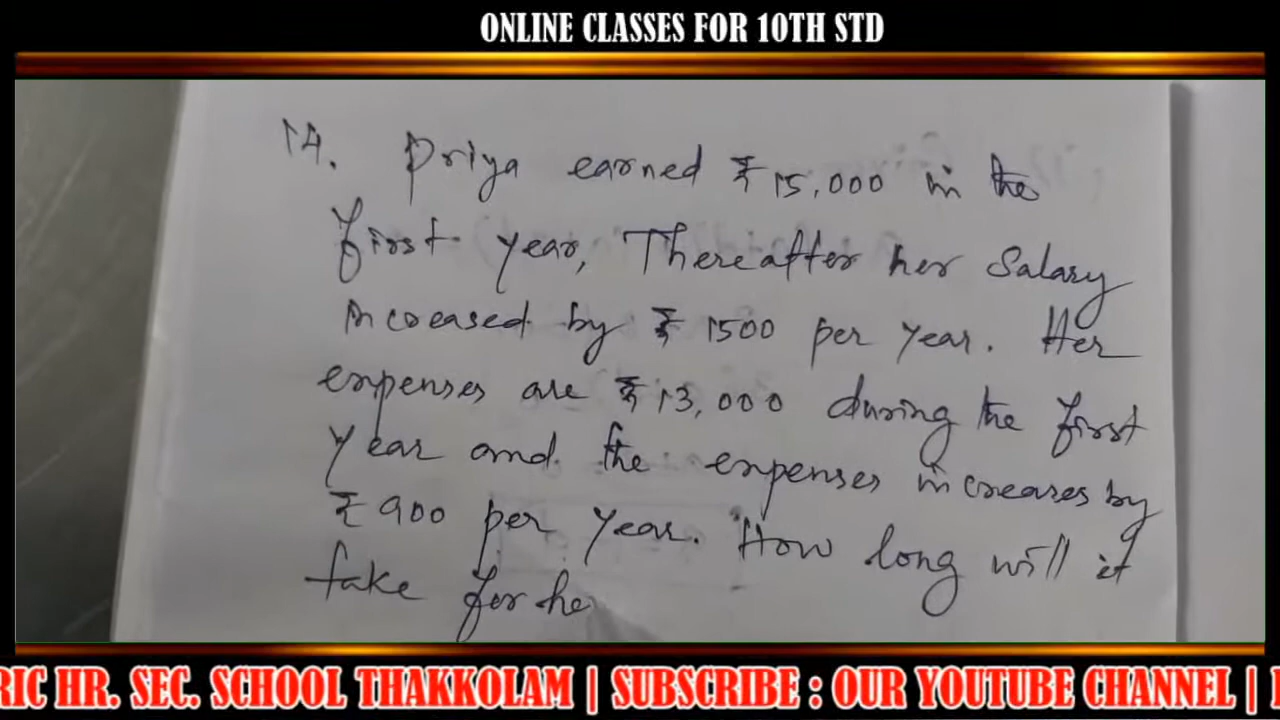 ONLINE CLASSES FOR 10TH STD
14. Priya earned ₹ 15,000 in the
first year, Thereafter her salary
increased by ₹ 1500 per year. Her
expenses are ₹ 13,000 during the first
year and the expenses increases by
₹ 900 per year. How long will it
take for he
RIC HR. SEC. SCHOOL THAKKOLAM | SUBSCRIBE : OUR YOUTUBE CHANNEL |